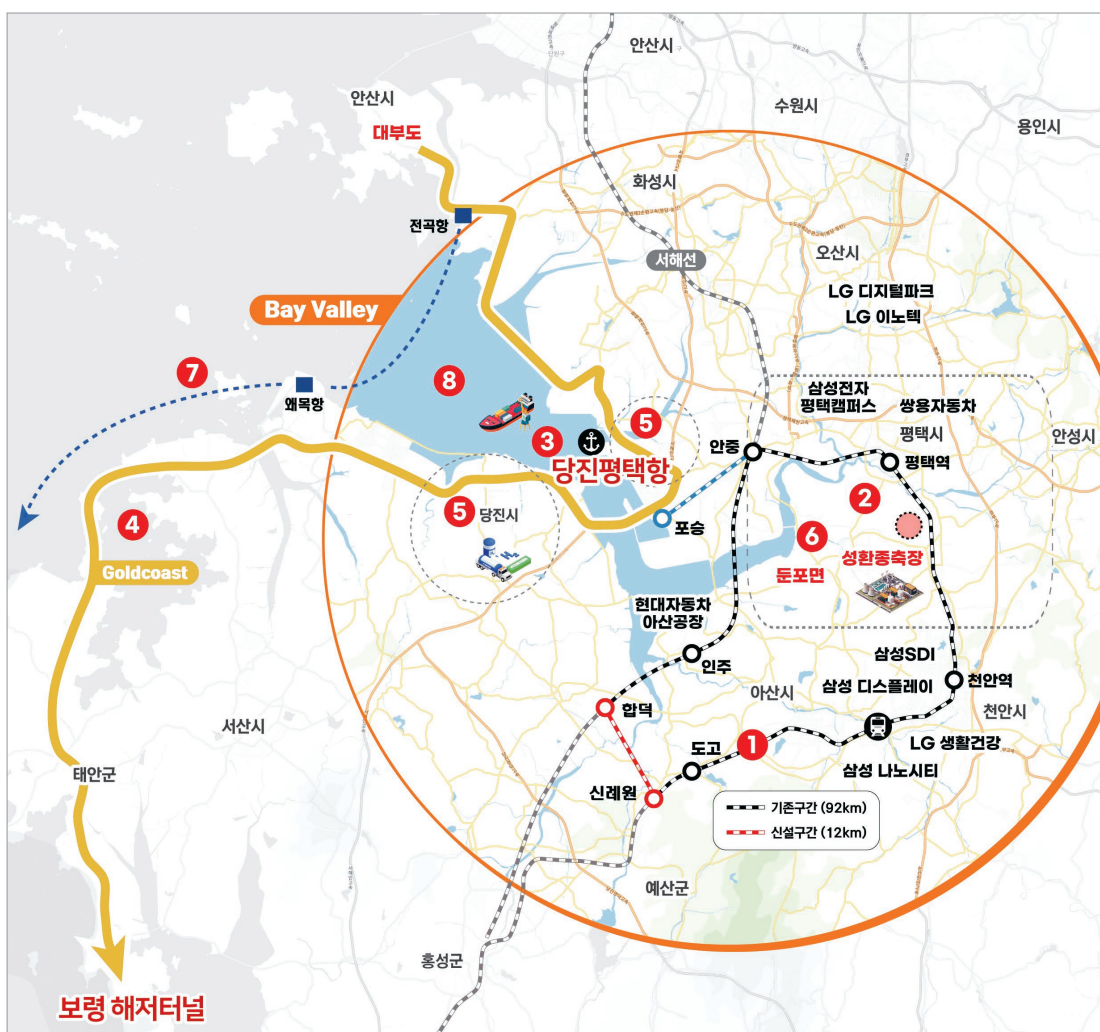 안산시
안산시
대부도
수원시
용인시
화성시
전곡항
서해선
오산시
Bay Valley
LG 디지털파크
LG 이노텍
7
왜목항
8
삼성전자
평택캠퍼스
쌍용자동차
평택시
안성시
3
5
당진평택항
안중
평택역
4
5
당진시
포승
2
6
둔포면
성환종축장
Goldcoast
현대자동차
아산공장
인주
삼성SDI
아산시
삼성 디스플레이
천안역
천안시
합덕
서산시
도고
1
LG 생활건강
삼성 나노시티
태안군
신례원
기존구간 (92km)
신설구간 (12km)
예산군
홍성군
보령 해저터널